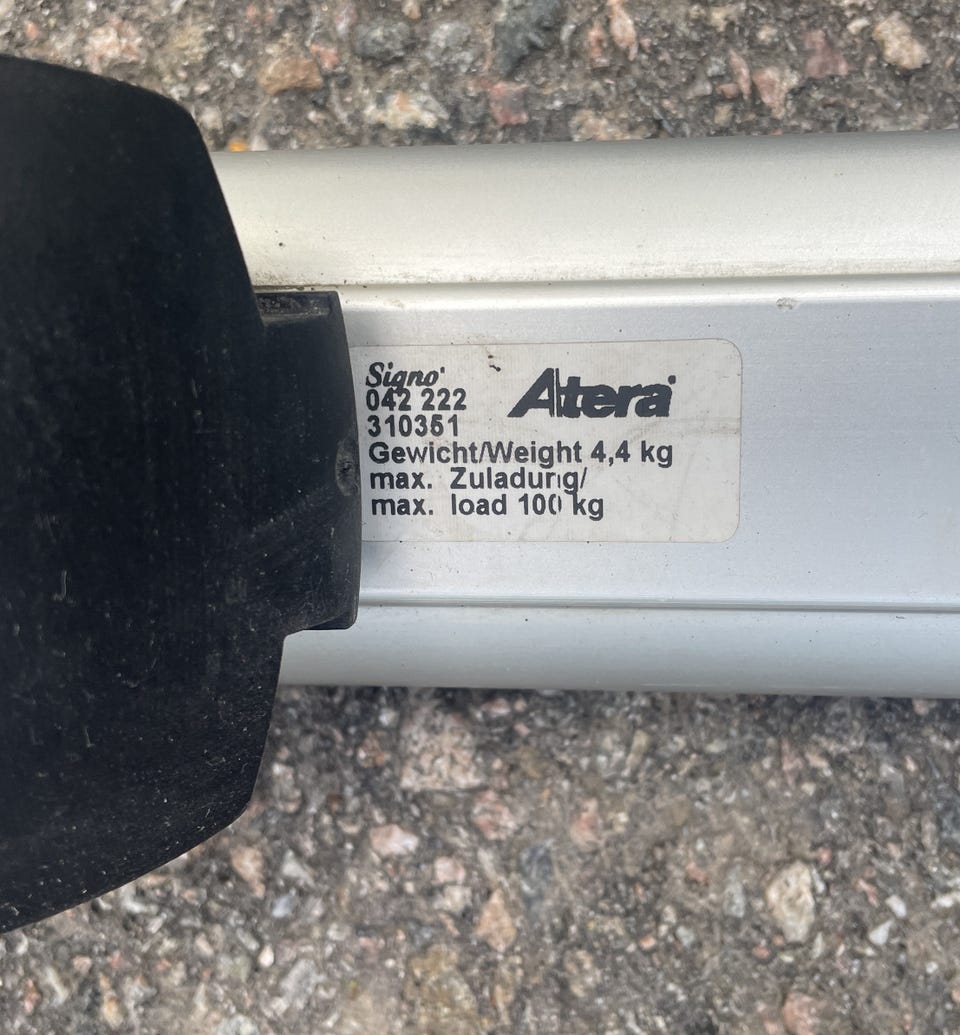 Signo Atera
042 222
310351
Gewicht/Weight 4,4 kg
max. Zuladung/
max. load 100 kg